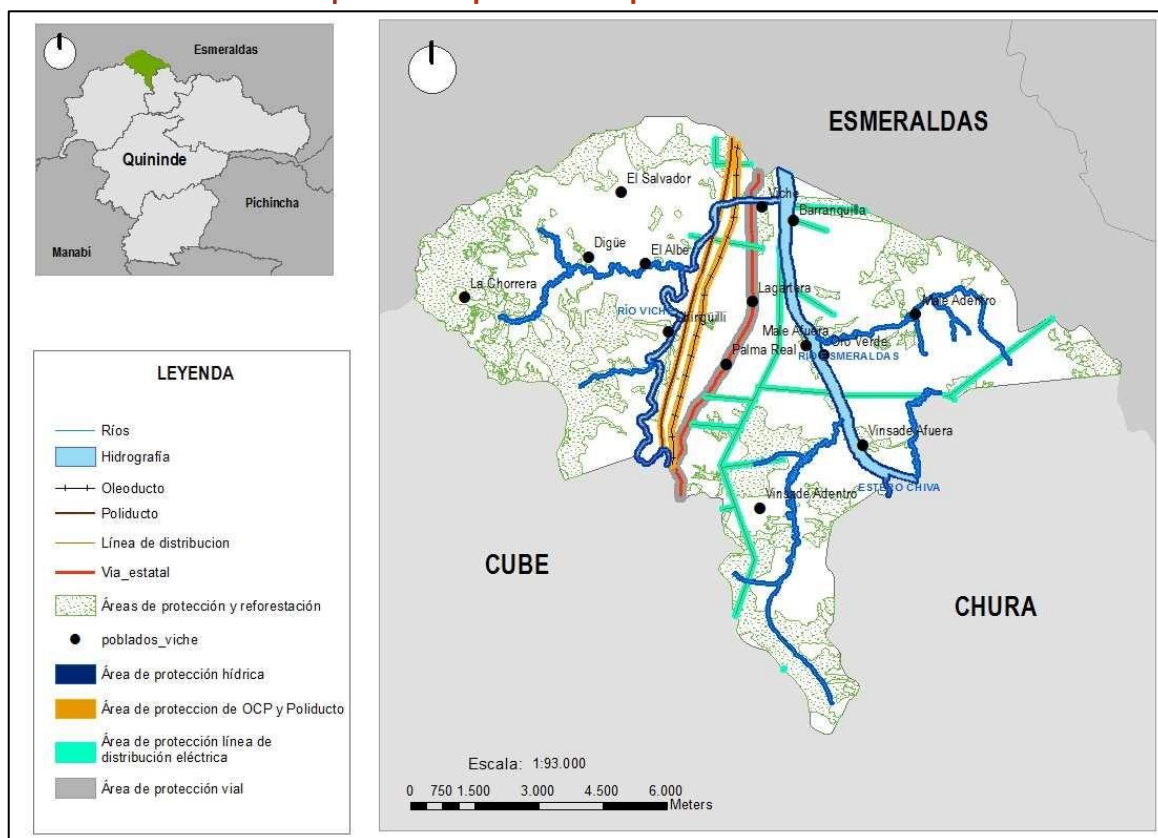 Esmeraldas
Quininde
Pichincha
Manabí
LEYENDA
Ríos
Hidrografía
Oleoducto
Poliducto
Línea de distribucion
Via_estatal
Áreas de protección y reforestación
poblados_viche
Área de protección hídrica
Área de proteccion de OCP y Poliducto
Área de protección línea de
distribución eléctrica
Área de protección vial
ESMERALDAS
El Salvador
Viche
Barranquilla
Digüe
El Albe
La Chorrera
Lagartera
Male Adentro
RÍO VICHE
Chirgüilli
Male Afuera
Oro Verde
RÍO ESMERALDAS
Palma Real
Vinsade Afuera
ESTERO CHIVA
Vinsade Adentro
CUBE
CHURA
Escala: 1:93.000
0 750 1.500 3.000 4.500 6.000
Meters